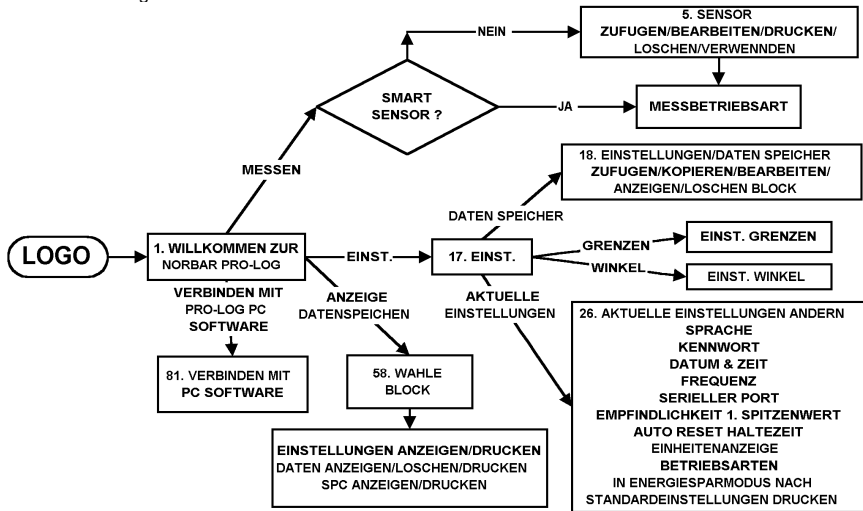 NEIN
5. SENSOR
ZUFUGEN/BEARBEITEN/DRUCKEN/
LOSCHEN/VERWENNDEN
SMART
SENSOR ?
JA
MESSBETRIEBSART
MESSEN
18. EINSTELLUNGEN/DATEN SPEICHER
ZUFUGEN/KOPIEREN/BEARBEITEN/
ANZEIGEN/LOSCHEN BLOCK
DATEN SPEICHER
LOGO
1. WILLKOMMEN ZUR
NORBAR PRO-LOG
EINST.
17. EINST.
GRENZEN
EINST. GRENZEN
WINKEL
EINST. WINKEL
VERBINDEN MIT
PRO-LOG PC
SOFTWARE
ANZEIGE
DATENSPEICHEN
AKTUELLE
EINSTELLUNGEN
81. VERBINDEN MIT
PC SOFTWARE
58. WAHLE
BLOCK
26. AKTUELLE EINSTELLUNGEN ANDERN
SPRACHE
KENNWORT
DATUM & ZEIT
FREQUENZ
SERIELLER PORT
EMPFINDLICHKEIT 1. SPITZENWERT
AUTO RESET HALTEZEIT
EINHEITENANZEIGE
BETRIEBSARTEN
IN ENERGIESPARMODUS NACH
STANDARDEINSTELLUNGEN DRUCKEN
EINSTELLUNGEN ANZEIGEN/DRUCKEN
DATEN ANZEIGEN/LOSCHEN/DRUCKEN
SPC ANZEIGEN/DRUCKEN